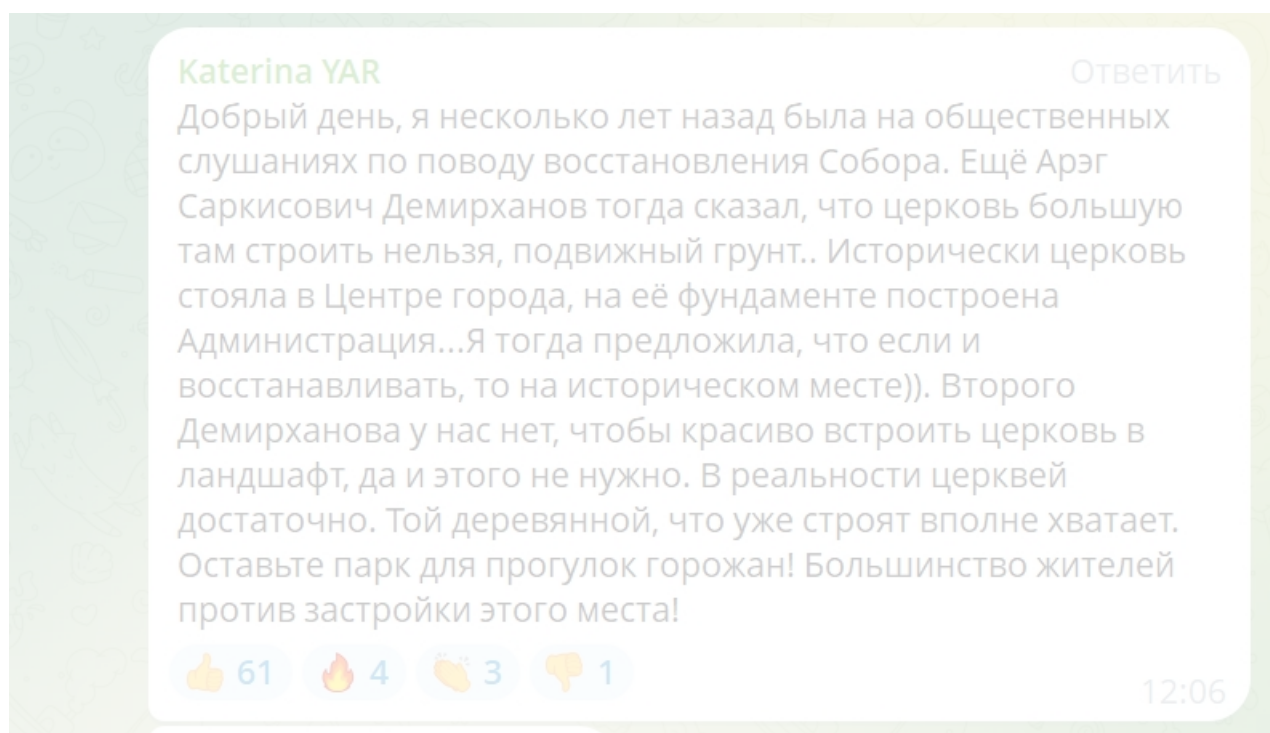 Katerina YAR Ответить
Добрый день, я несколько лет назад была на общественных
слушаниях по поводу восстановления Собора. Ещё Арэг
Саркисович Демирханов тогда сказал, что церковь большую
там строить нельзя, подвижный грунт.. Исторически церковь
стояла в Центре города, на её фундаменте построена
Администрация...Я тогда предложила, что если и
восстанавливать, то на историческом месте)). Второго
Демирханова у нас нет, чтобы красиво встроить церковь в
ландшафт, да и этого не нужно. В реальности церквей
достаточно. Той деревянной, что уже строят вполне хватает.
Оставьте парк для прогулок горожан! Большинство жителей
против застройки этого места!
👍 61 🔥 4 👏 3 👎 1
12:06